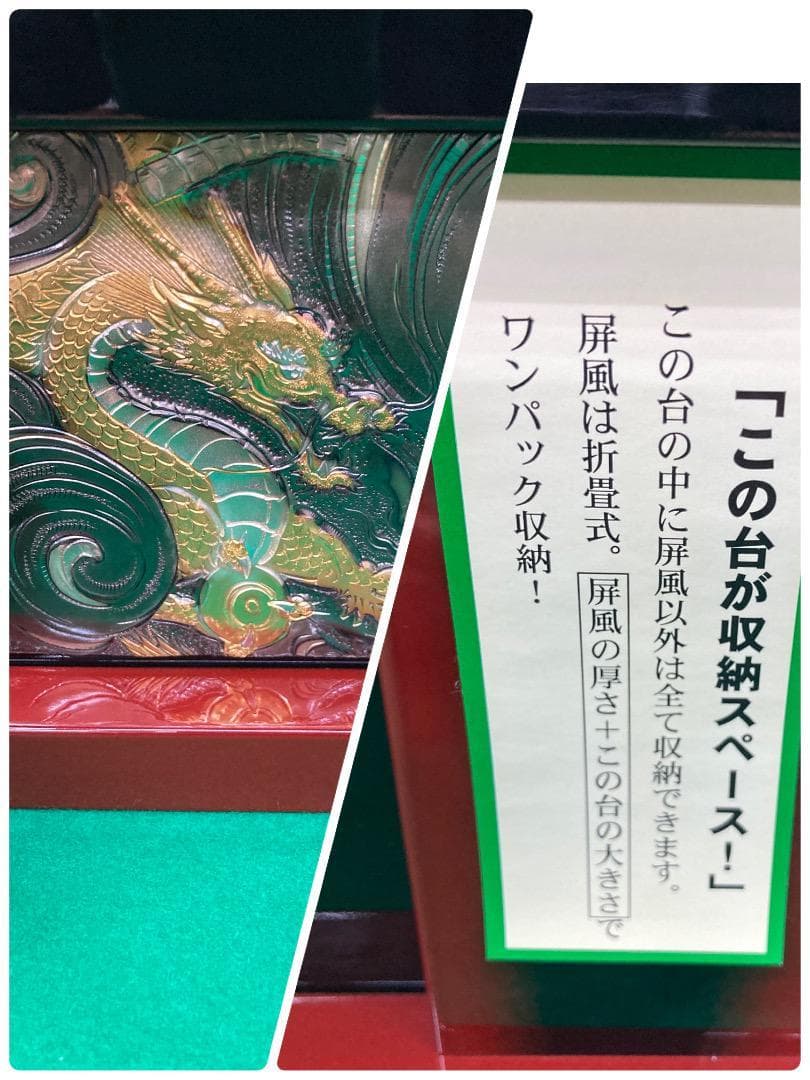 「この台が収納スペース！」
この台の中に屏風以外は全て収納できます。
屏風は折畳式。屏風の厚さ＋この台の大きさで
ワンパック収納！